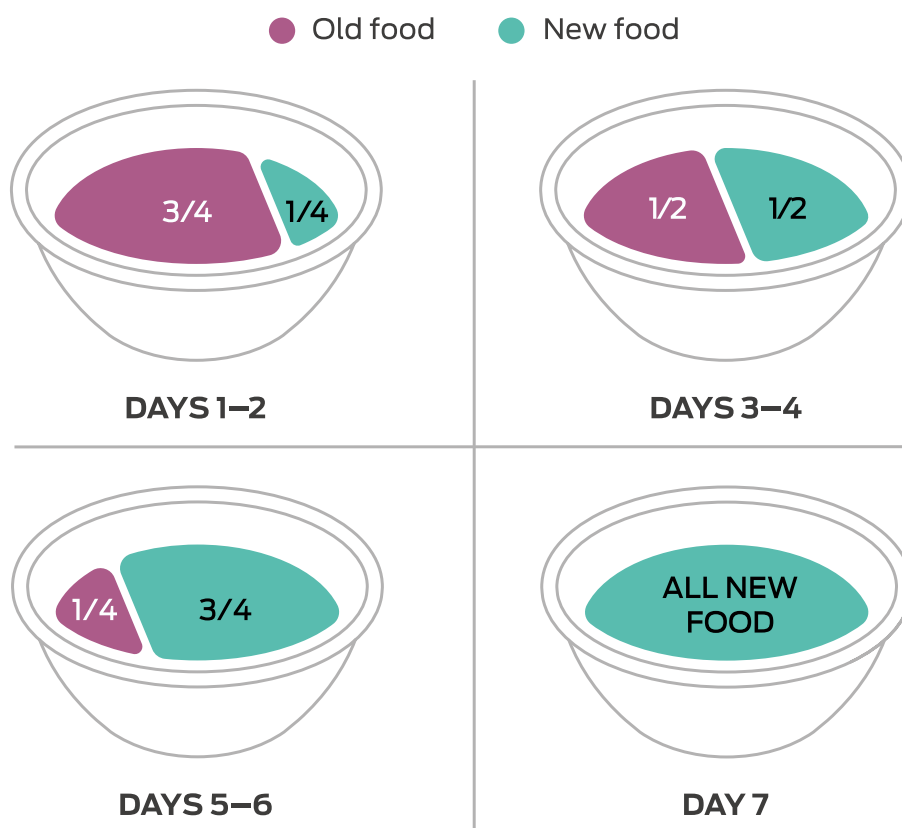 Old food
New food
3/4
1/4
1/2
1/2
DAYS 1–2
DAYS 3–4
1/4
3/4
ALL NEW
FOOD
DAYS 5–6
DAY 7